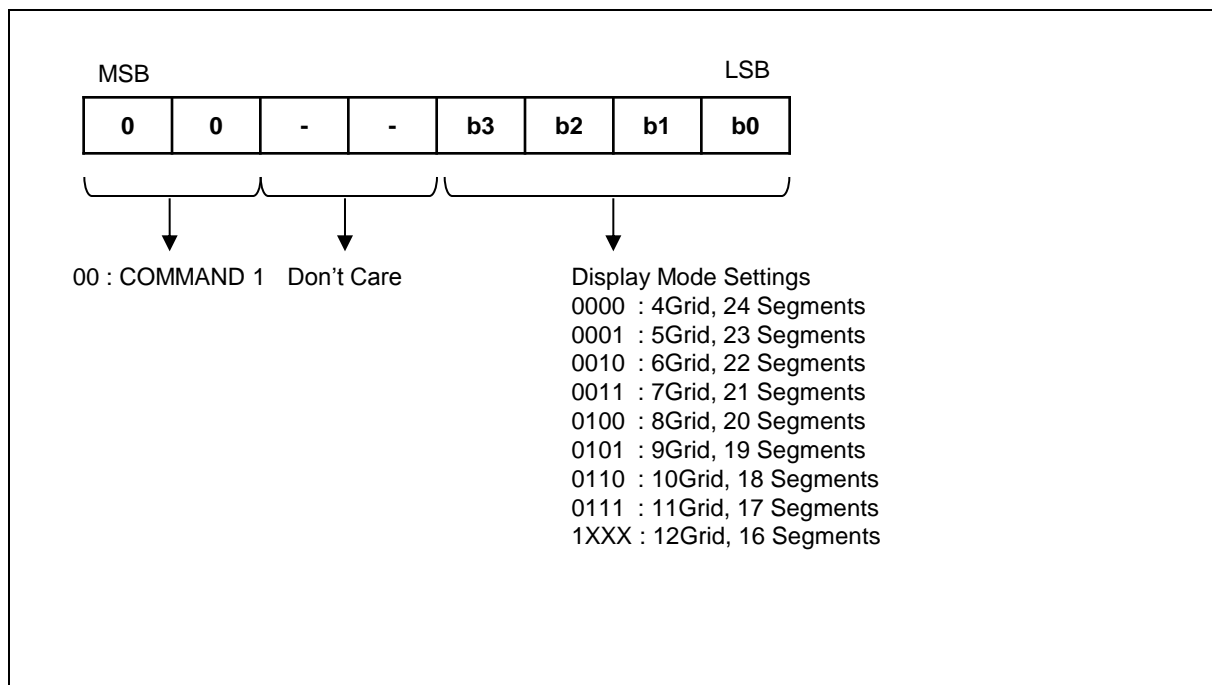 MSB LSB
0 0 - - b3 b2 b1 b0
00 : COMMAND 1 Don't Care Display Mode Settings
0000 : 4Grid, 24 Segments
0001 : 5Grid, 23 Segments
0010 : 6Grid, 22 Segments
0011 : 7Grid, 21 Segments
0100 : 8Grid, 20 Segments
0101 : 9Grid, 19 Segments
0110 : 10Grid, 18 Segments
0111 : 11Grid, 17 Segments
1XXX : 12Grid, 16 Segments